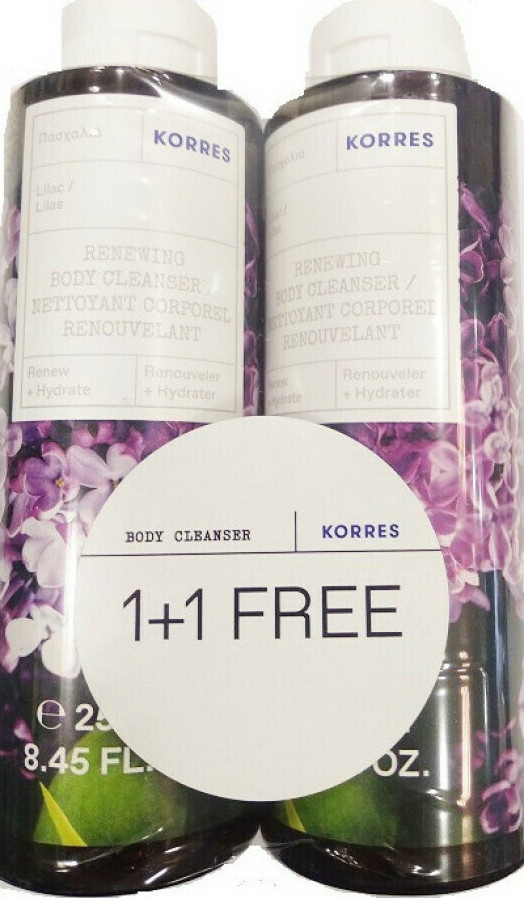 Πασχαλιά
KORRES
Lilac /
Lilas
RENEWING
BODY CLEANSER /
NETTOYANT CORPOREL
RENOUVELANT
Renew
+ Hydrate
Renouveler
+ Hydrater
KORRES
RENEWING
BODY CLEANSER /
NETTOYANT CORPOREL
RENOUVELANT
Renew
+ Hydrate
Renouveler
+ Hydrater
BODY CLEANSER
KORRES
1+1 FREE
℮ 25
8.45 FL.
OZ.